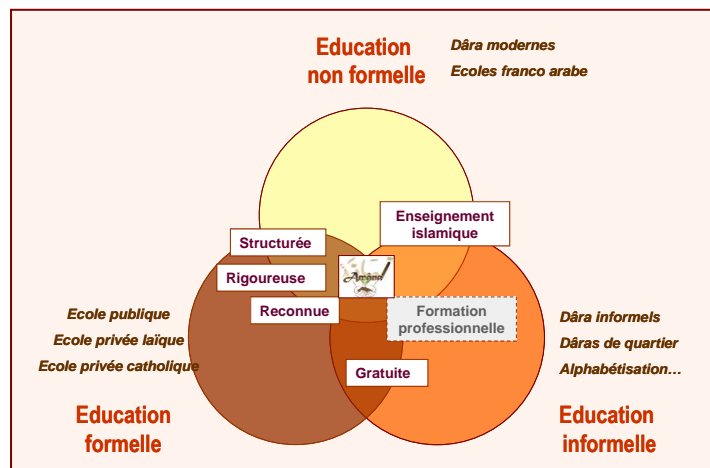 Education
non formelle
Dâra modernes
Ecoles franco arabe
Enseignement
islamique
Structurée
Rigoureuse
Reconnue
Formation
professionnelle
Gratuite
Ecole publique
Ecole privée laïque
Ecole privée catholique
Dâra informels
Dâras de quartier
Alphabétisation…
Education
formelle
Education
informelle